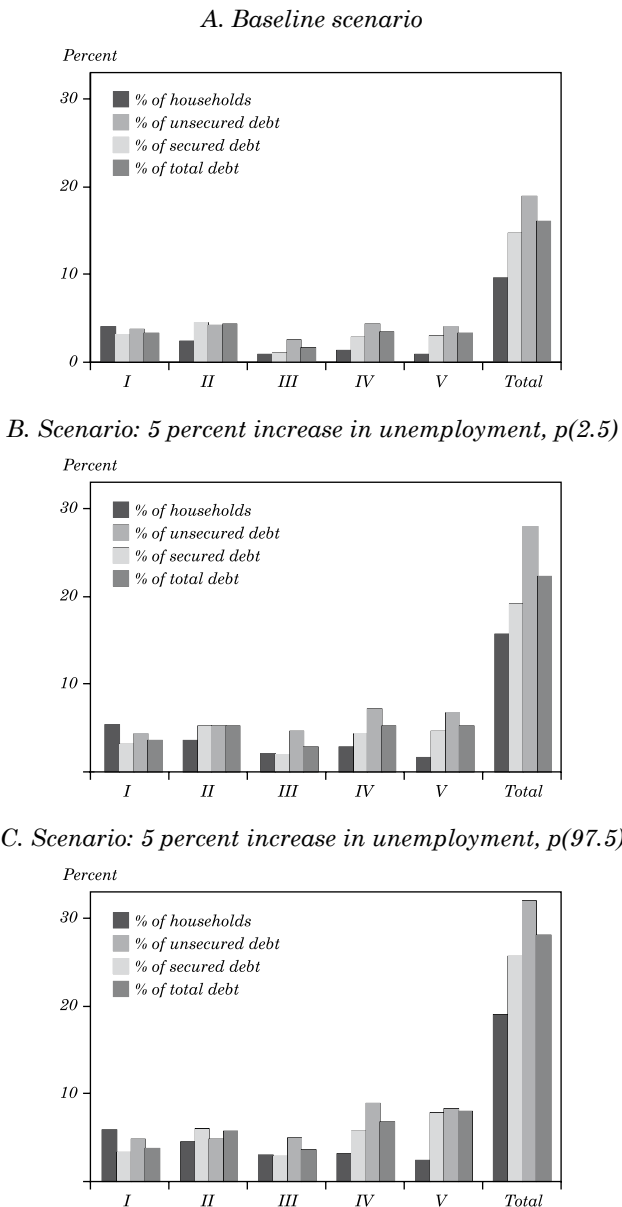 A. Baseline scenario
Percent
30
% of households
% of unsecured debt
% of secured debt
% of total debt
20
10
0
I II III IV V Total
B. Scenario: 5 percent increase in unemployment, p(2.5)
Percent
30
% of households
% of unsecured debt
% of secured debt
% of total debt
20
10
I II III IV V Total
C. Scenario: 5 percent increase in unemployment, p(97.5)
Percent
30
% of households
% of unsecured debt
% of secured debt
% of total debt
20
10
I II III IV V Total